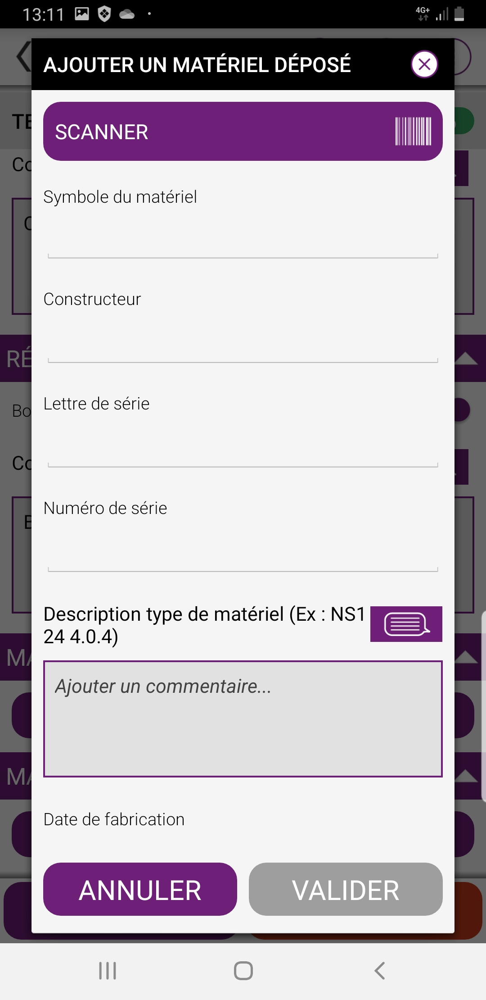 13:11
4G+
AJOUTER UN MATÉRIEL DÉPOSÉ
TE
SCANNER
Co
Symbole du matériel
Constructeur
RÉ
Lettre de série
Bo
Co
Numéro de série
Description type de matériel (Ex : NS1
24 4.0.4)
MA
Ajouter un commentaire...
MA
Date de fabrication
ANNULER
VALIDER